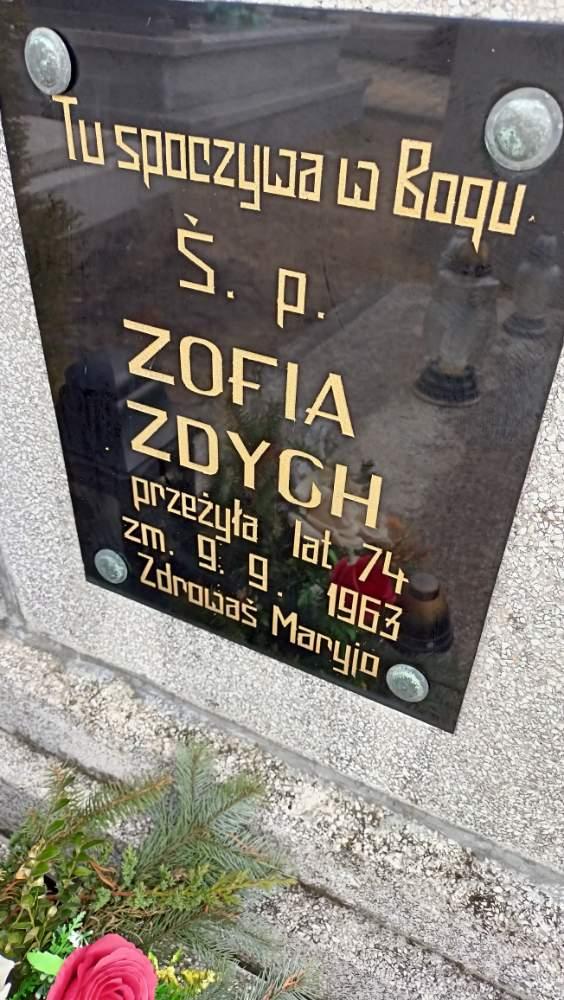 Tu spoczywa w Bogu
Ś. p.
ZOFIA
ZDYCH
przeżyła lat 74
zm. 9. 9. 1963
Zdrowaś Maryjo